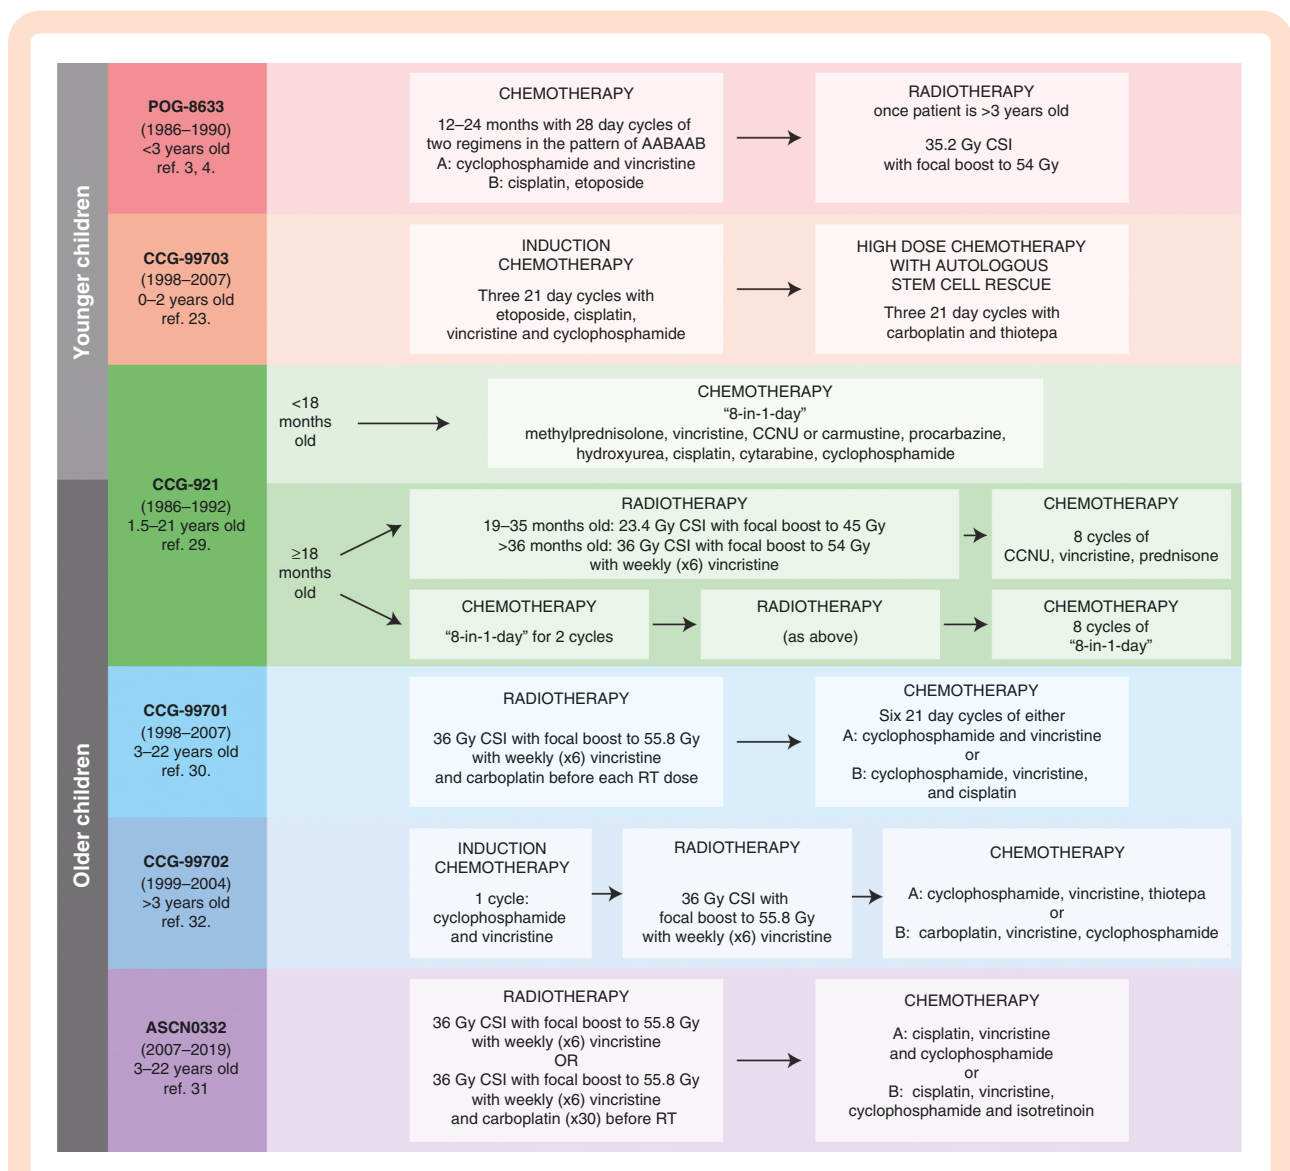 Younger children
Older children
POG-8633
(1986–1990)
<3 years old
ref. 3, 4.
CHEMOTHERAPY
12–24 months with 28 day cycles of
two regimens in the pattern of AABAAB
A: cyclophosphamide and vincristine
B: cisplatin, etoposide
RADIOTHERAPY
once patient is >3 years old
35.2 Gy CSI
with focal boost to 54 Gy
CCG-99703
(1998–2007)
0–2 years old
ref. 23.
INDUCTION
CHEMOTHERAPY
Three 21 day cycles with
etoposide, cisplatin,
vincristine and cyclophosphamide
HIGH DOSE CHEMOTHERAPY
WITH AUTOLOGOUS
STEM CELL RESCUE
Three 21 day cycles with
carboplatin and thiotepa
CCG-921
(1986–1992)
1.5–21 years old
ref. 29.
<18
months
old
CHEMOTHERAPY
“8-in-1-day”
methylprednisolone, vincristine, CCNU or carmustine, procarbazine,
hydroxyurea, cisplatin, cytarabine, cyclophosphamide
≥18
months
old
RADIOTHERAPY
19–35 months old: 23.4 Gy CSI with focal boost to 45 Gy
>36 months old: 36 Gy CSI with focal boost to 54 Gy
with weekly (x6) vincristine
CHEMOTHERAPY
8 cycles of
CCNU, vincristine, prednisone
CHEMOTHERAPY
“8-in-1-day” for 2 cycles
RADIOTHERAPY
(as above)
CHEMOTHERAPY
8 cycles of
“8-in-1-day”
CCG-99701
(1998–2007)
3–22 years old
ref. 30.
RADIOTHERAPY
36 Gy CSI with focal boost to 55.8 Gy
with weekly (x6) vincristine
and carboplatin before each RT dose
CHEMOTHERAPY
Six 21 day cycles of either
A: cyclophosphamide and vincristine
or
B: cyclophosphamide, vincristine,
and cisplatin
CCG-99702
(1999–2004)
>3 years old
ref. 32.
INDUCTION
CHEMOTHERAPY
1 cycle:
cyclophosphamide
and vincristine
RADIOTHERAPY
36 Gy CSI with
focal boost to 55.8 Gy
with weekly (x6) vincristine
CHEMOTHERAPY
A: cyclophosphamide, vincristine, thiotepa
or
B: carboplatin, vincristine, cyclophosphamide
ASCN0332
(2007–2019)
3–22 years old
ref. 31
RADIOTHERAPY
36 Gy CSI with focal boost to 55.8 Gy
with weekly (x6) vincristine
OR
36 Gy CSI with focal boost to 55.8 Gy
with weekly (x6) vincristine
and carboplatin (x30) before RT
CHEMOTHERAPY
A: cisplatin, vincristine
and cyclophosphamide
or
B: cisplatin, vincristine,
cyclophosphamide and isotretinoin